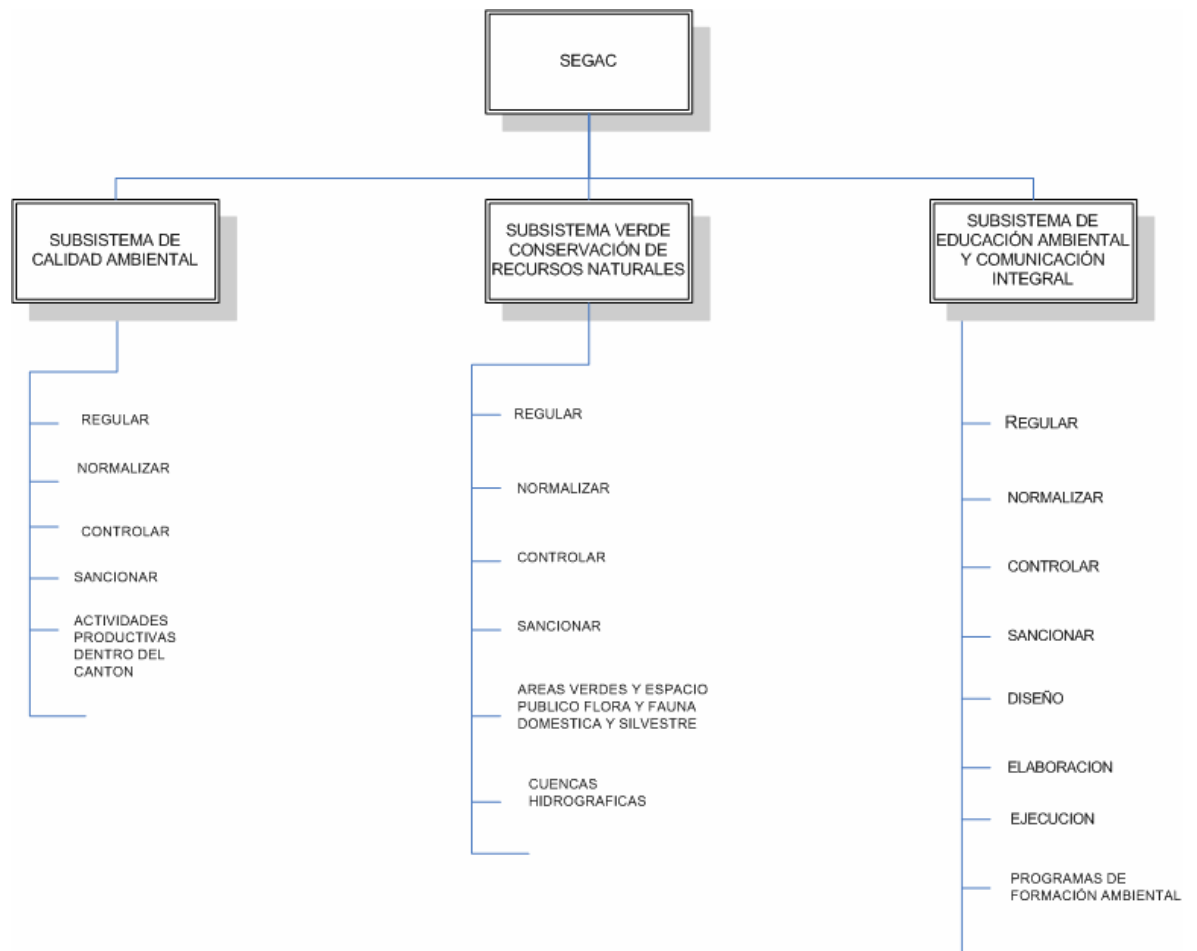 SEGAC
SUBSISTEMA DE
CALIDAD AMBIENTAL
REGULAR
NORMALIZAR
CONTROLAR
SANCIONAR
ACTIVIDADES
PRODUCTIVAS
DENTRO DEL
CANTON
SUBSISTEMA VERDE
CONSERVACIÓN DE
RECURSOS NATURALES
REGULAR
NORMALIZAR
CONTROLAR
SANCIONAR
AREAS VERDES Y ESPACIO
PUBLICO FLORA Y FAUNA
DOMESTICA Y SILVESTRE
CUENCAS
HIDROGRAFICAS
SUBSISTEMA DE
EDUCACIÓN AMBIENTAL
Y COMUNICACIÓN
INTEGRAL
REGULAR
NORMALIZAR
CONTROLAR
SANCIONAR
DISEÑO
ELABORACION
EJECUCION
PROGRAMAS DE
FORMACIÓN AMBIENTAL